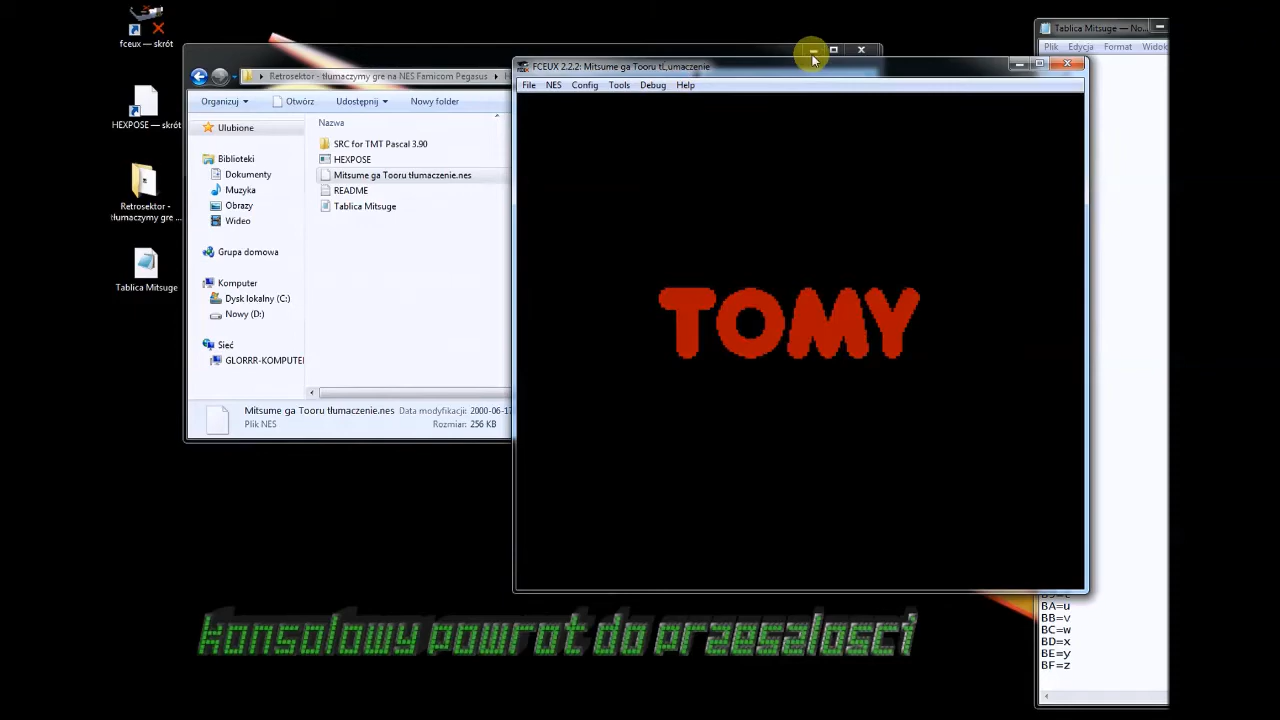 fceux — skrót
HEXPOSE — skrót
Retrosektor -
tłumaczymy gre ...
Tablica Mitsuge
Retrosektor - tłumaczymy gre na NES Famicom Pegasus
Organizuj
Otwórz
Udostępnij
New folder
Ulubione
Biblioteki
Dokumenty
Muzyka
Obrazy
Wideo
Grupa domowa
Komputer
Dysk lokalny (C:)
Nowy (D:)
Sieć
GLORRR-KOMPUTE
Nazwa
SRC for TMT Pascal 3.90
HEXPOSE
Mitsume ga Tooru tłumaczenie.nes
README
Tablica Mitsuge
Mitsume ga Tooru tłumaczenie.nes Data modyfikacji: 2000-06-17
Plik NES Rozmiar: 256 KB
FCEUX 2.2.2: Mitsume ga Tooru tĹ‚umaczenie
File NES Config Tools Debug Help
TOMY
Tablica Mitsuge — No...
Plik Edycja Format Widok
BA=u
BB=v
BC=w
BD=x
BE=y
BF=z
konsolowy powrot do przeszlosci